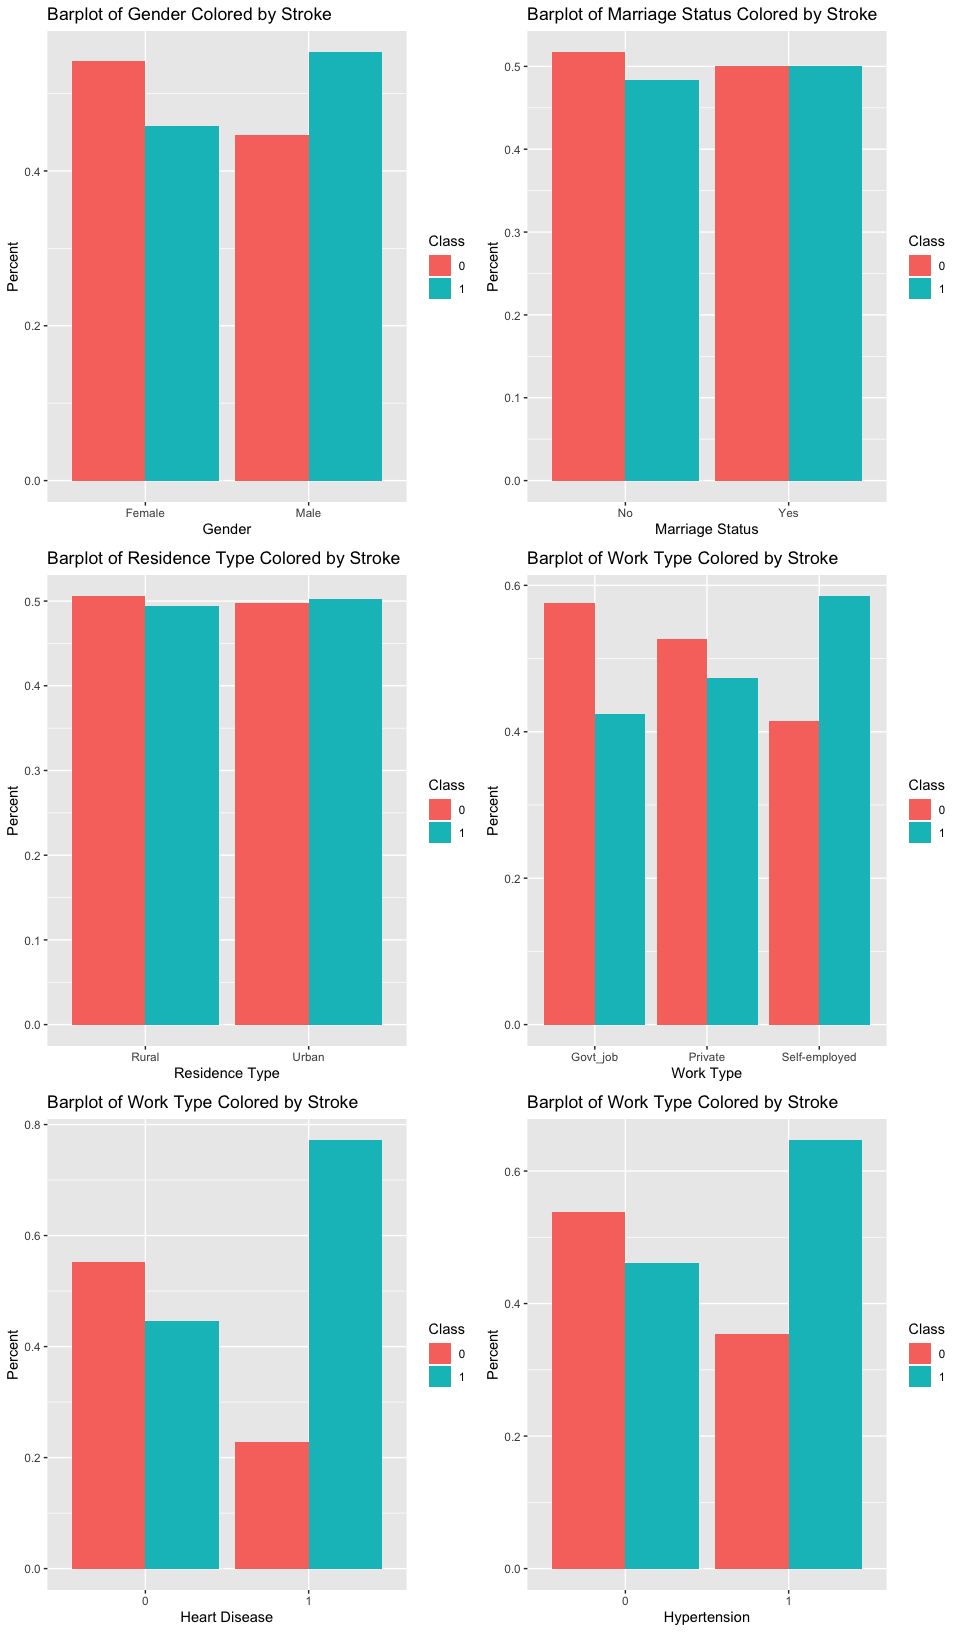 Barplot of Gender Colored by Stroke
Percent
0.4
0.2
0.0
Female Male
Gender
Class
0
1
Barplot of Marriage Status Colored by Stroke
Percent
0.5
0.4
0.3
0.2
0.1
0.0
No Yes
Marriage Status
Class
0
1
Barplot of Residence Type Colored by Stroke
Percent
0.5
0.4
0.3
0.2
0.1
0.0
Rural Urban
Residence Type
Class
0
1
Barplot of Work Type Colored by Stroke
Percent
0.6
0.4
0.2
0.0
Govt_job Private Self-employed
Work Type
Class
0
1
Barplot of Work Type Colored by Stroke
Percent
0.8
0.6
0.4
0.2
0.0
0 1
Heart Disease
Class
0
1
Barplot of Work Type Colored by Stroke
Percent
0.6
0.4
0.2
0.0
0 1
Hypertension
Class
0
1